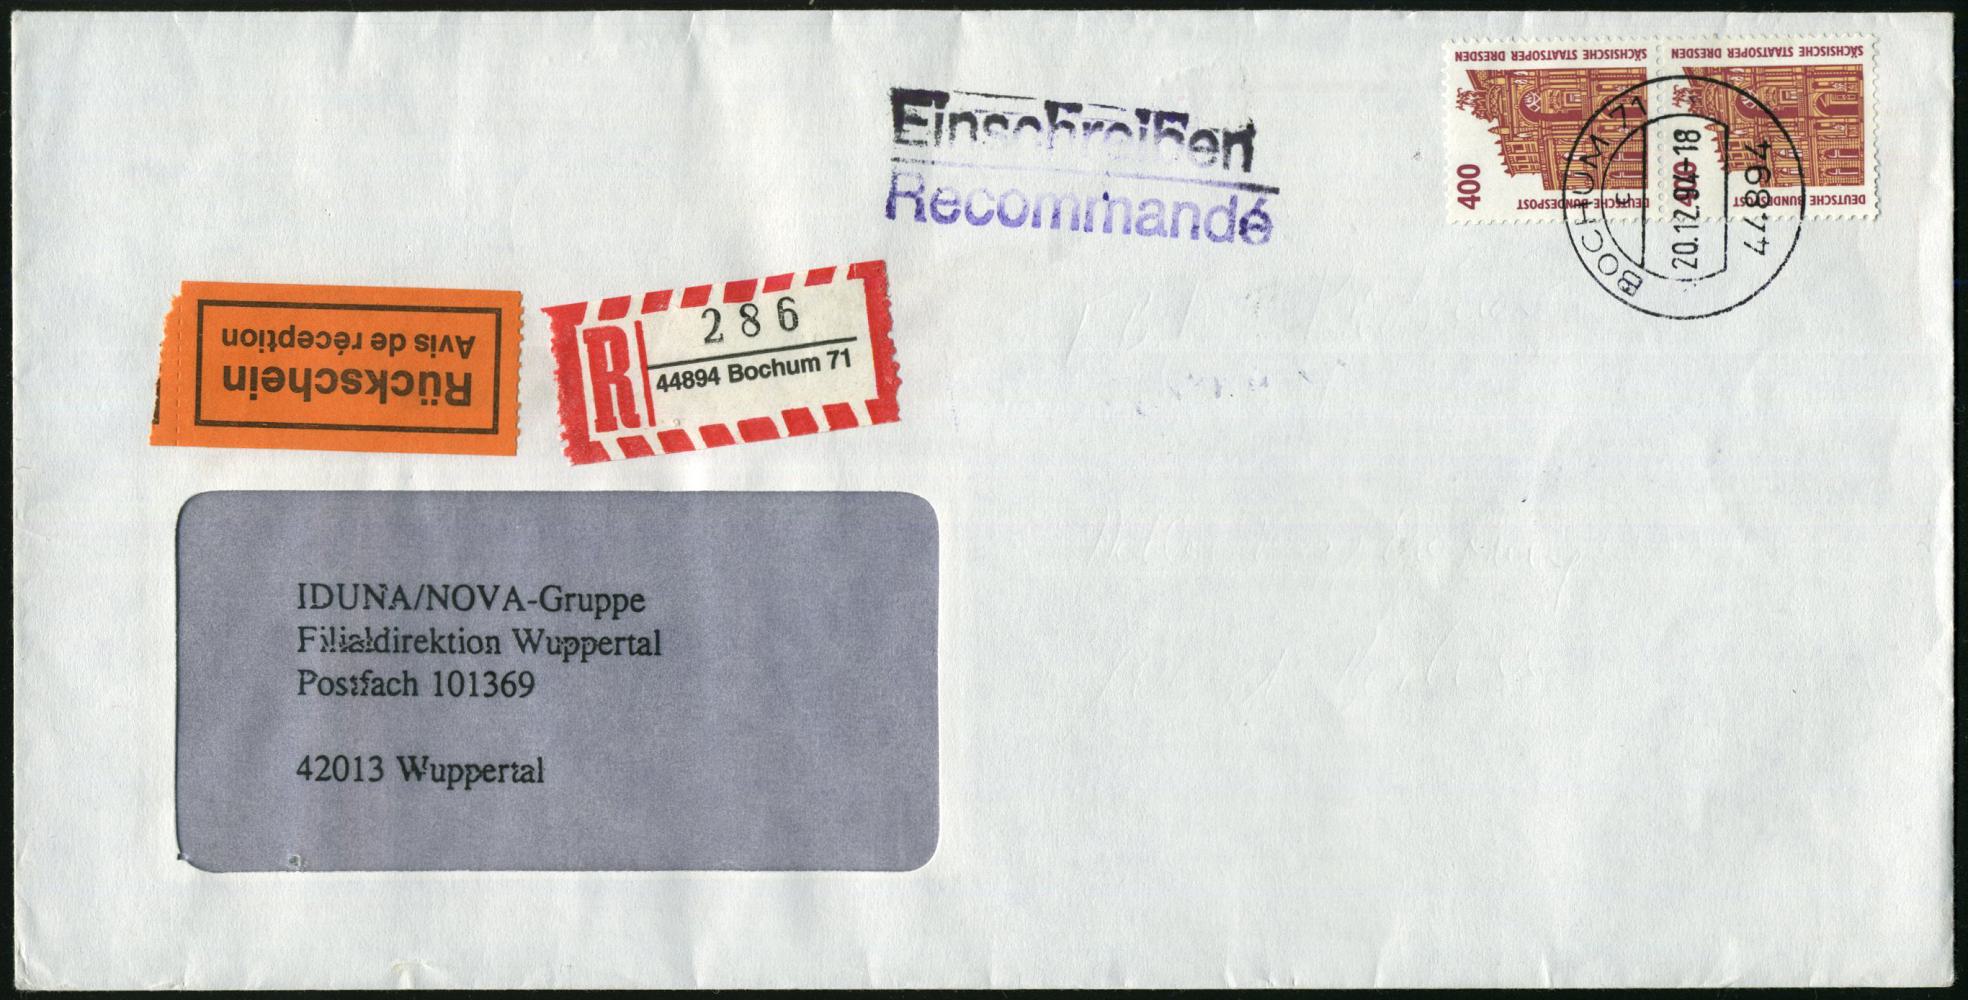 Einschreiben
Recommandé
SÄCHSISCHE STAATSOPER DRESDEN
400
DEUTSCHE BUNDESPOST
SÄCHSISCHE STAATSOPER DRESDEN
400
DEUTSCHE BUNDESPOST
BOCHUM 71
20.12.94-18
44894
Rückschein
Avis de réception
R
286
44894 Bochum 71
IDUNA/NOVA-Gruppe
Filialdirektion Wuppertal
Postfach 101369
42013 Wuppertal